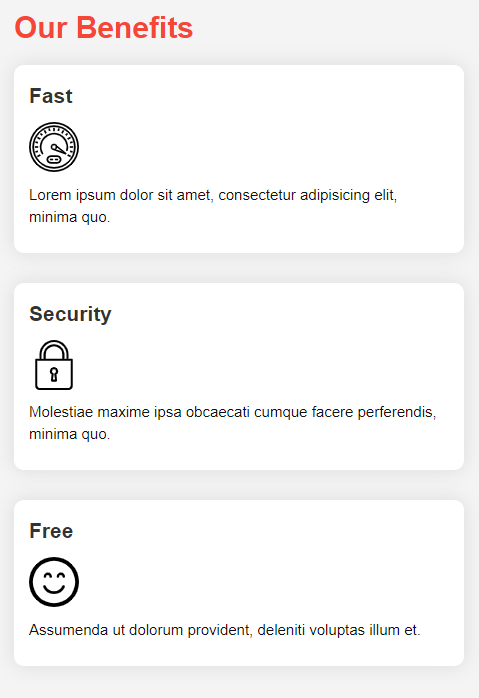 Our Benefits
Fast
Lorem ipsum dolor sit amet, consectetur adipisicing elit,
minima quo.
Security
Molestiae maxime ipsa obcaecati cumque facere perferendis,
minima quo.
Free
Assumenda ut dolorum provident, deleniti voluptas illum et.